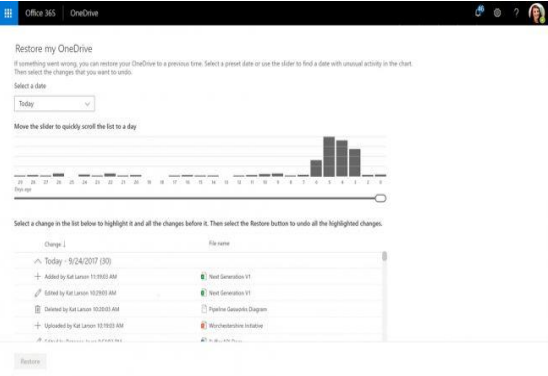 Office 365 OneDrive 46 ?
Restore my OneDrive
If something went wrong, you can restore your OneDrive to a previous time. Select a preset date or use the slider to find a date with unusual activity in the chart.
Then select the changes that you want to undo.
Select a date
Today
Move the slider to quickly scroll the list to a day
Days ago
Select a change in the list below to highlight it and all the changes before it. Then select the Restore button to undo all the highlighted changes.
Change ↓ File name
Today - 9/24/2017 (30)
Added by Kat Larson 11:19:03 AM Next Generation V1
Edited by Kat Larson 10:29:03 AM Next Generation V1
Deleted by Kat Larson 10:20:03 AM Pipeline Gasworks Diagram
Uploaded by Kat Larson 10:19:03 AM Worchestershire Initiative
Restore